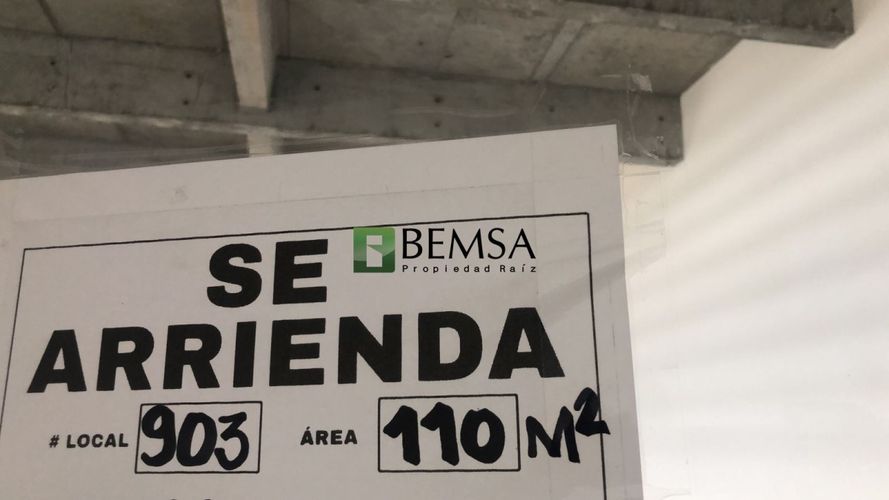 BEMSA
Propiedad Raíz
SE
ARRIENDA
# LOCAL 903 ÁREA 110 M²